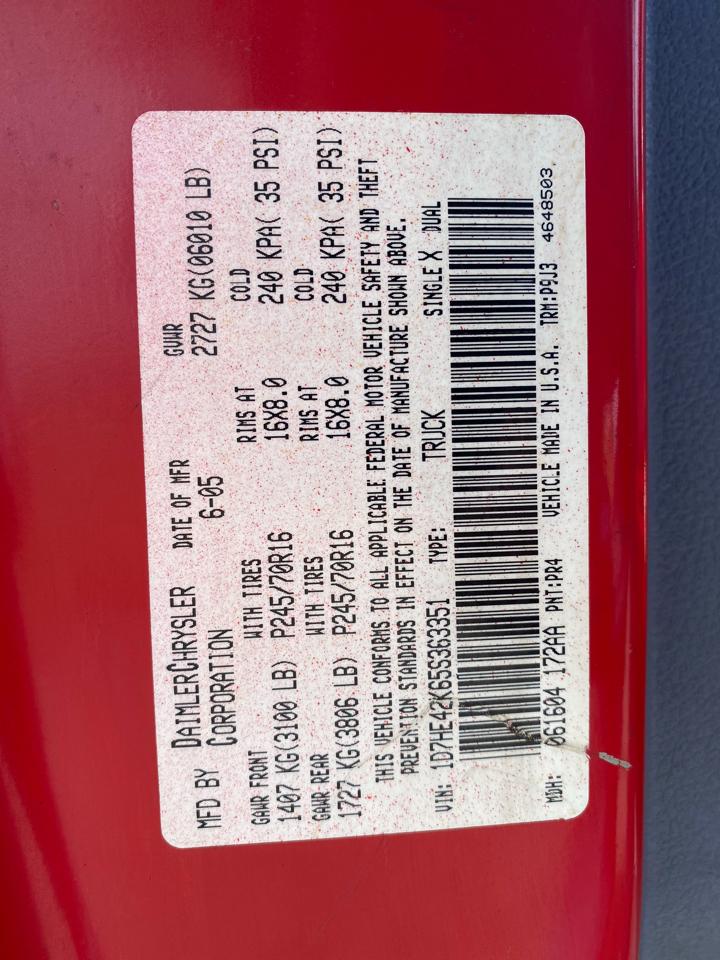 MFD BY DAIMLERCHRYSLER CORPORATION
DATE OF MFR 6-05
GVWR 2727 KG(06010 LB)
GAWR FRONT WITH TIRES RIMS AT COLD
1407 KG(3100 LB) P245/70R16 16X8.0 240 KPA( 35 PSI)
GAWR REAR WITH TIRES RIMS AT COLD
1727 KG(3806 LB) P245/70R16 16X8.0 240 KPA( 35 PSI)
THIS VEHICLE CONFORMS TO ALL APPLICABLE FEDERAL MOTOR VEHICLE SAFETY AND THEFT
PREVENTION STANDARDS IN EFFECT ON THE DATE OF MANUFACTURE SHOWN ABOVE.
VIN: 1D7HE42K65S363351 TYPE: TRUCK SINGLE X DUAL
MDH: 061604 172AA PNT:PR4 VEHICLE MADE IN U.S.A. TRM:P9J3 4648503